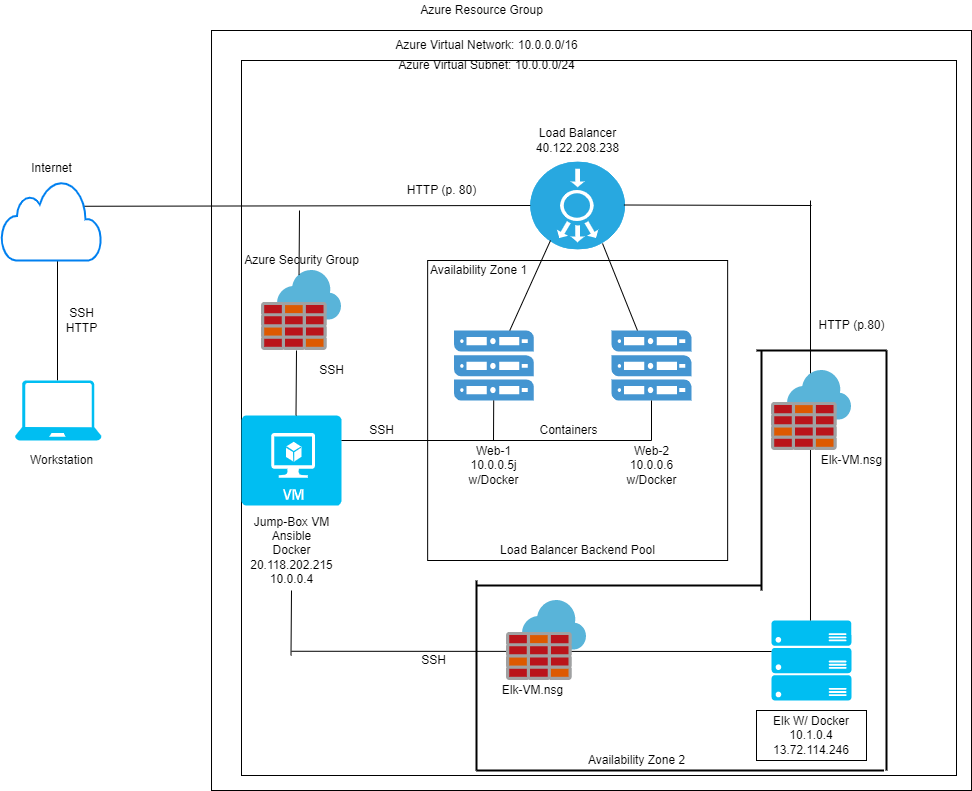 Azure Resource Group
Azure Virtual Network: 10.0.0.0/16
Azure Virtual Subnet: 10.0.0.0/24
Load Balancer
40.122.208.238
Internet
HTTP (p. 80)
Azure Security Group
Availability Zone 1
SSH
HTTP
HTTP (p.80)
SSH
SSH
Containers
Workstation
Web-1
10.0.0.5j
w/Docker
Web-2
10.0.0.6
w/Docker
Elk-VM.nsg
VM
Jump-Box VM
Ansible
Docker
20.118.202.215
10.0.0.4
Load Balancer Backend Pool
SSH
Elk-VM.nsg
Elk W/ Docker
10.1.0.4
13.72.114.246
Availability Zone 2